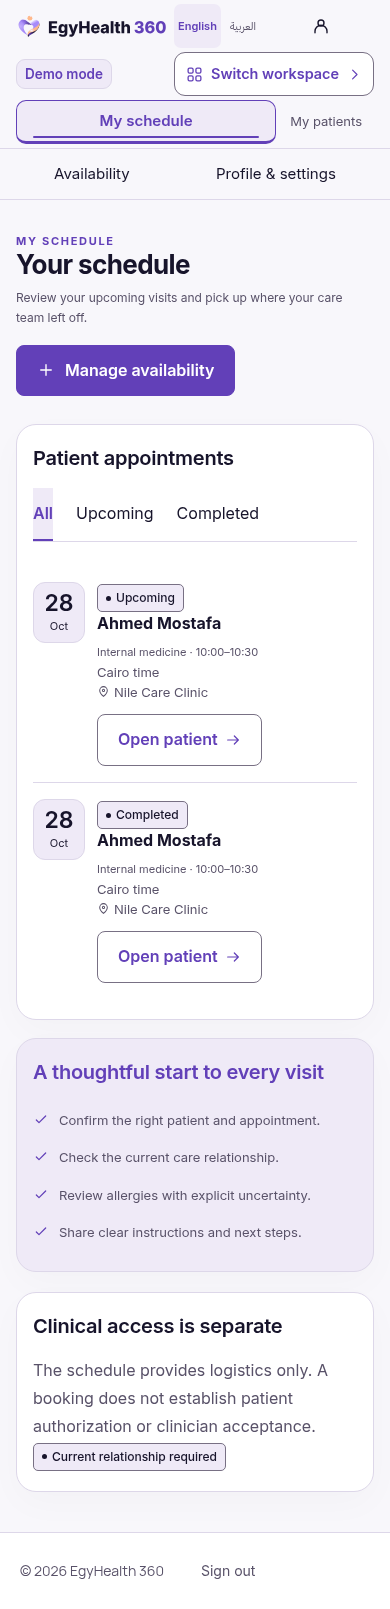 EgyHealth 360 English العربية
Demo mode
Switch workspace
My schedule
My patients
Availability
Profile & settings
MY SCHEDULE
Your schedule
Review your upcoming visits and pick up where your care
team left off.
Manage availability
Patient appointments
All Upcoming Completed
28
Oct
Upcoming
Ahmed Mostafa
Internal medicine · 10:00–10:30
Cairo time
Nile Care Clinic
Open patient
28
Oct
Completed
Ahmed Mostafa
Internal medicine · 10:00–10:30
Cairo time
Nile Care Clinic
Open patient
A thoughtful start to every visit
Confirm the right patient and appointment.
Check the current care relationship.
Review allergies with explicit uncertainty.
Share clear instructions and next steps.
Clinical access is separate
The schedule provides logistics only. A
booking does not establish patient
authorization or clinician acceptance.
Current relationship required
© 2026 EgyHealth 360
Sign out